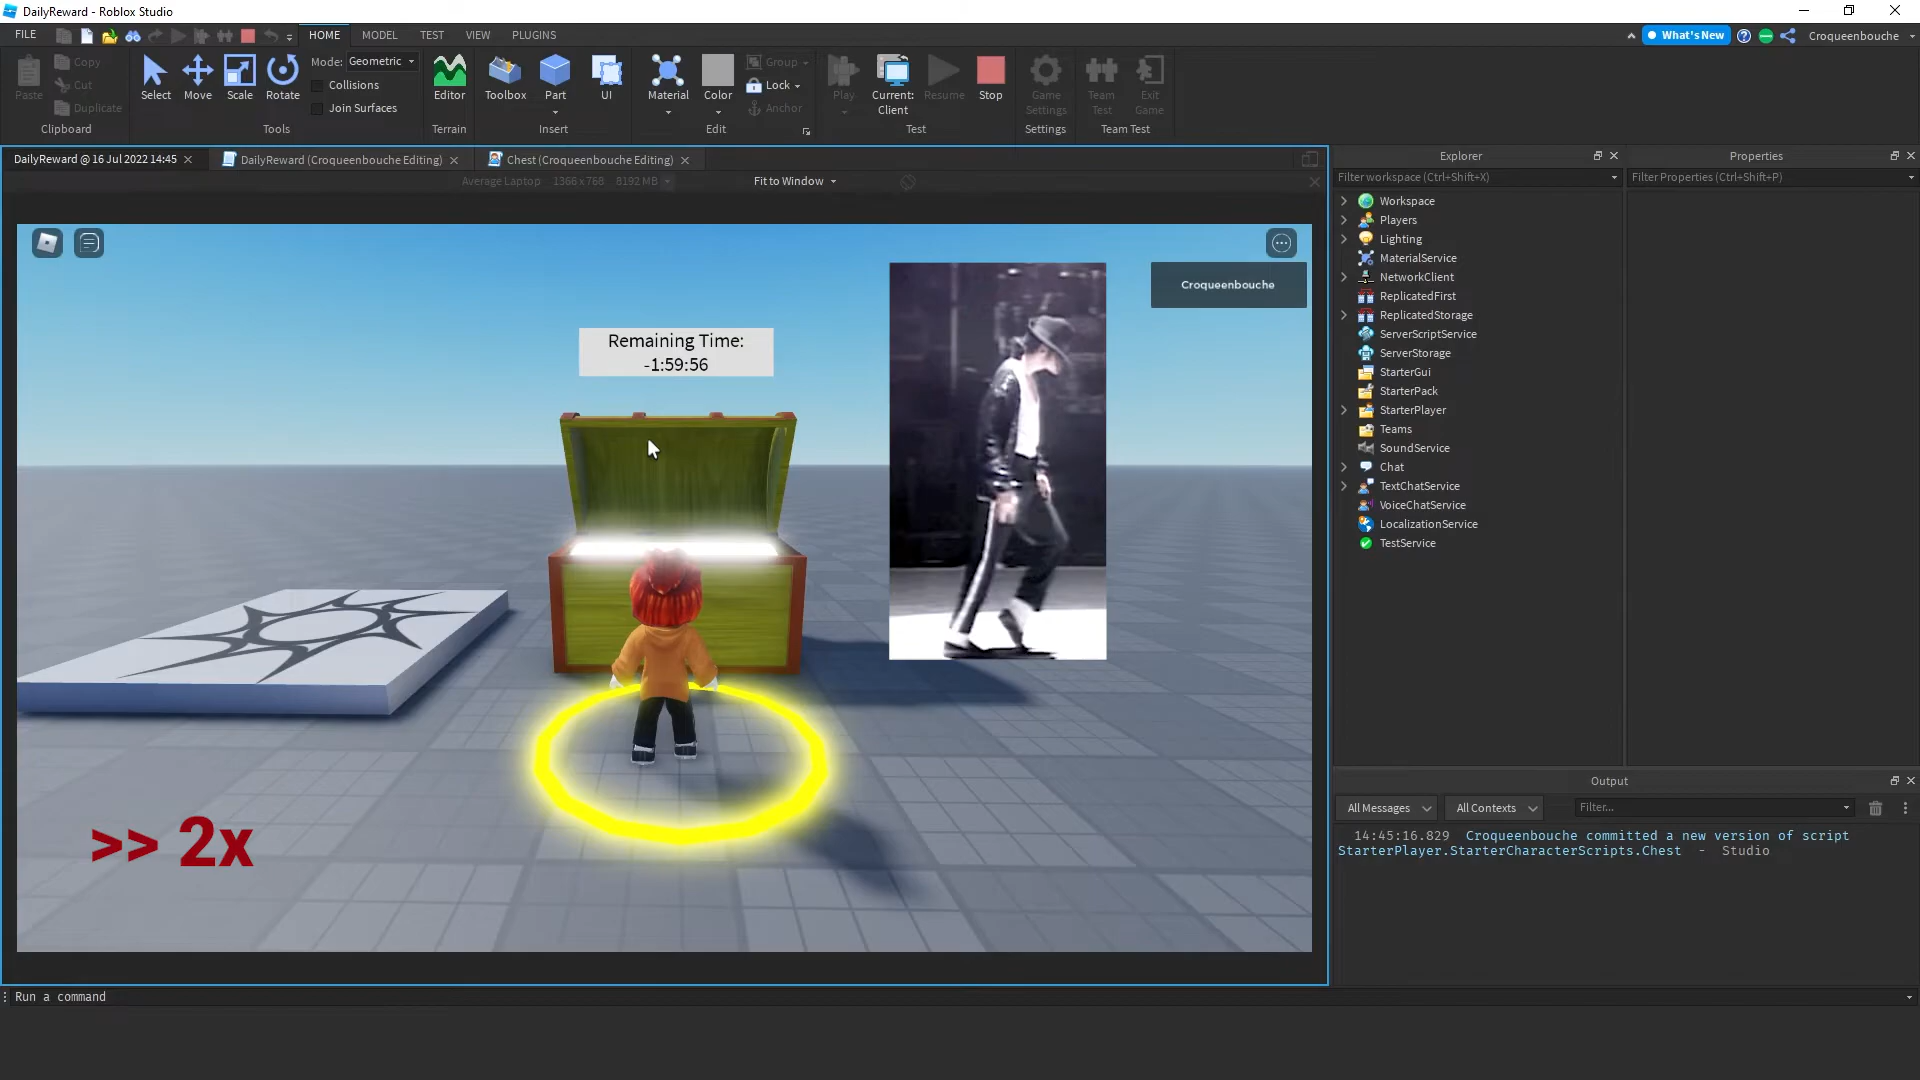 DailyReward - Roblox Studio
FILE
HOME
MODEL
TEST
VIEW
PLUGINS
What's New
Croqueenbouche
Paste
Copy
Cut
Duplicate
Clipboard
Select
Move
Scale
Rotate
Mode: Geometric
Collisions
Join Surfaces
Tools
Editor
Terrain
Toolbox
Part
UI
Insert
Material
Color
Group
Lock
Anchor
Edit
Play
Current:
Client
Resume
Stop
Test
Game
Settings
Settings
Team
Test
Exit
Game
Team Test
DailyReward @ 16 Jul 2022 14:45
DailyReward (Croqueenbouche Editing)
Chest (Croqueenbouche Editing)
Average Laptop 1366 x 768 8192 MB
Fit to Window
Croqueenbouche
Remaining Time:
-1:59:56
>> 2x
Explorer
Filter workspace (Ctrl+Shift+X)
Workspace
Players
Lighting
MaterialService
NetworkClient
ReplicatedFirst
ReplicatedStorage
ServerScriptService
ServerStorage
StarterGui
StarterPack
StarterPlayer
Teams
SoundService
Chat
TextChatService
VoiceChatService
LocalizationService
TestService
Properties
Filter Properties (Ctrl+Shift+P)
Output
All Messages
All Contexts
Filter...
14:45:16.829 Croqueenbouche committed a new version of script
StarterPlayer.StarterCharacterScripts.Chest - Studio
Run a command